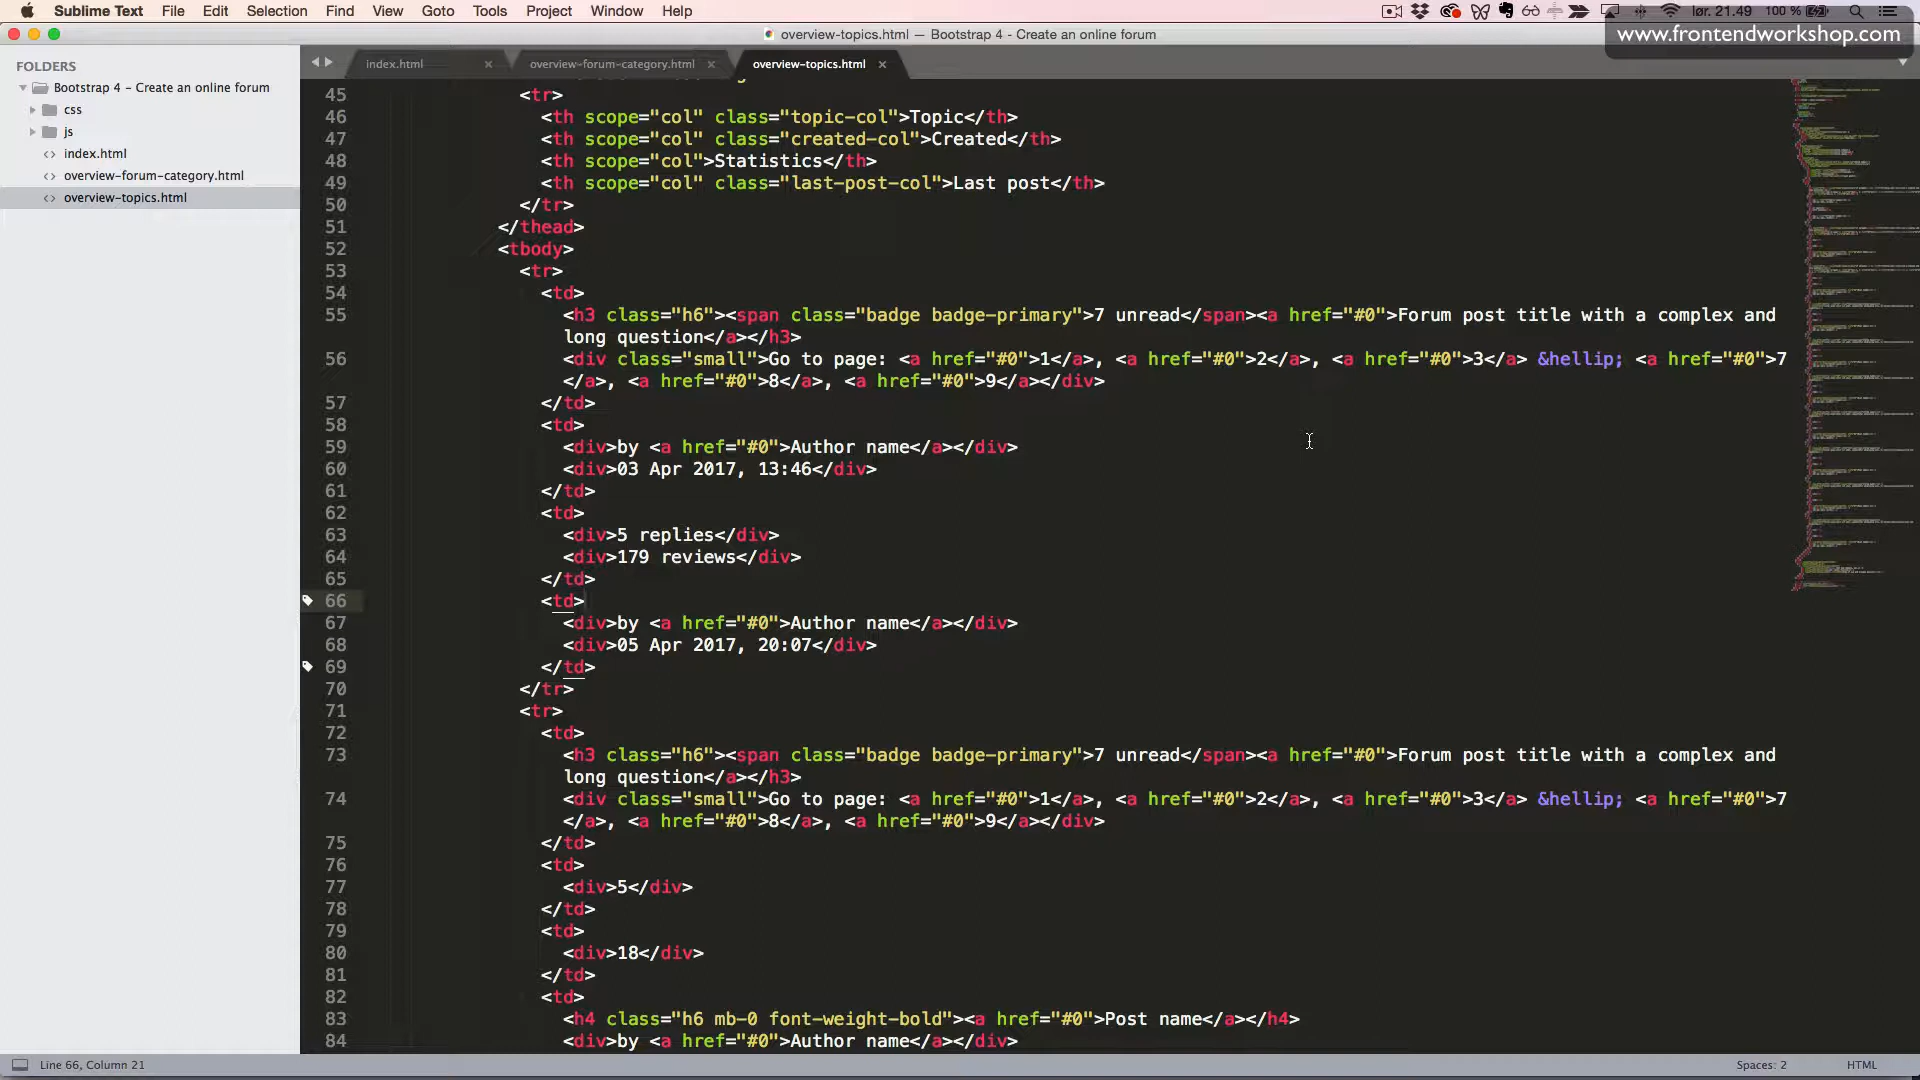 Sublime Text File Edit Selection Find View Goto Tools Project Window Help
lør. 21.49 100 %
www.frontendworkshop.com
overview-topics.html — Bootstrap 4 - Create an online forum
FOLDERS
Bootstrap 4 – Create an online forum
css
js
index.html
overview-forum-category.html
overview-topics.html
index.html overview-forum-category.html overview-topics.html
45 <tr>
46 <th scope="col" class="topic-col">Topic</th>
47 <th scope="col" class="created-col">Created</th>
48 <th scope="col">Statistics</th>
49 <th scope="col" class="last-post-col">Last post</th>
50 </tr>
51 </thead>
52 <tbody>
53 <tr>
54 <td>
55 <h3 class="h6"><span class="badge badge-primary">7 unread</span><a href="#0">Forum post title with a complex and
long question</a></h3>
56 <div class="small">Go to page: <a href="#0">1</a>, <a href="#0">2</a>, <a href="#0">3</a> &hellip; <a href="#0">7
</a>, <a href="#0">8</a>, <a href="#0">9</a></div>
57 </td>
58 <td>
59 <div>by <a href="#0">Author name</a></div>
60 <div>03 Apr 2017, 13:46</div>
61 </td>
62 <td>
63 <div>5 replies</div>
64 <div>179 reviews</div>
65 </td>
66 <td>
67 <div>by <a href="#0">Author name</a></div>
68 <div>05 Apr 2017, 20:07</div>
69 </td>
70 </tr>
71 <tr>
72 <td>
73 <h3 class="h6"><span class="badge badge-primary">7 unread</span><a href="#0">Forum post title with a complex and
long question</a></h3>
74 <div class="small">Go to page: <a href="#0">1</a>, <a href="#0">2</a>, <a href="#0">3</a> &hellip; <a href="#0">7
</a>, <a href="#0">8</a>, <a href="#0">9</a></div>
75 </td>
76 <td>
77 <div>5</div>
78 </td>
79 <td>
80 <div>18</div>
81 </td>
82 <td>
83 <h4 class="h6 mb-0 font-weight-bold"><a href="#0">Post name</a></h4>
84 <div>by <a href="#0">Author name</a></div>
Line 66, Column 21 Spaces: 2 HTML